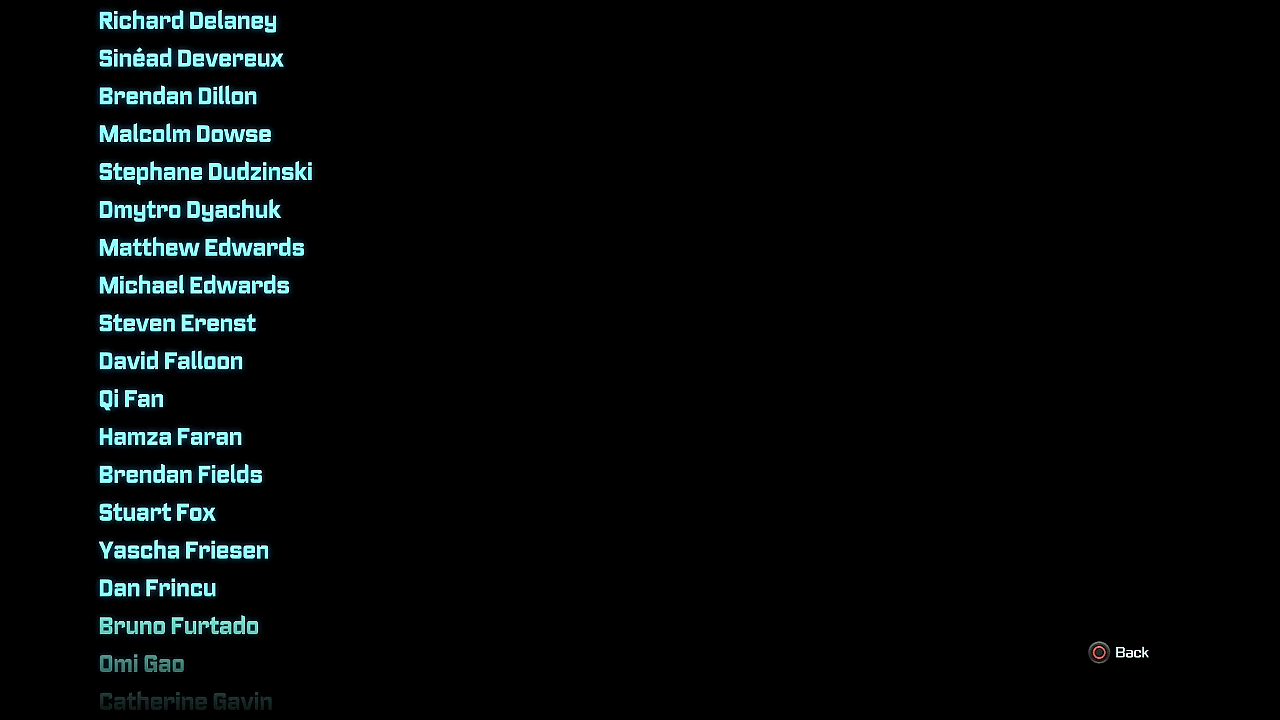 Richard Delaney
Sinéad Devereux
Brendan Dillon
Malcolm Dowse
Stephane Dudzinski
Dmytro Dyachuk
Matthew Edwards
Michael Edwards
Steven Erenst
David Falloon
Qi Fan
Hamza Faran
Brendan Fields
Stuart Fox
Yascha Friesen
Dan Frincu
Bruno Furtado
Omi Gao
Back
Catherine Gavin